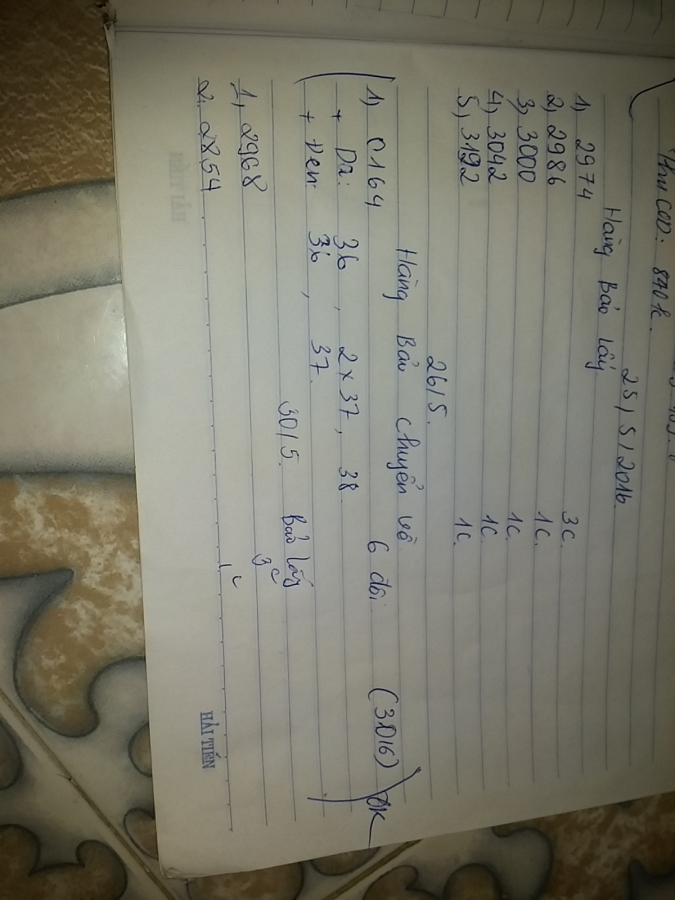 Thu COD: 840k.
25/5/2016
Hàng Bảo lấy
1, 2974 3c.
2, 2986 1c.
3, 3000 1c.
4, 3042 1c
5, 3192 1c.
26/5.
Hàng Bảo chuyển về
1, 0164 6 đôi (3016) OK
+ Da: 36, 2x37, 38.
+ Đen: 36, 37.
30/5. Bảo lấy
1, 2968 3c
2, 2854 1c
HẢI TIẾN